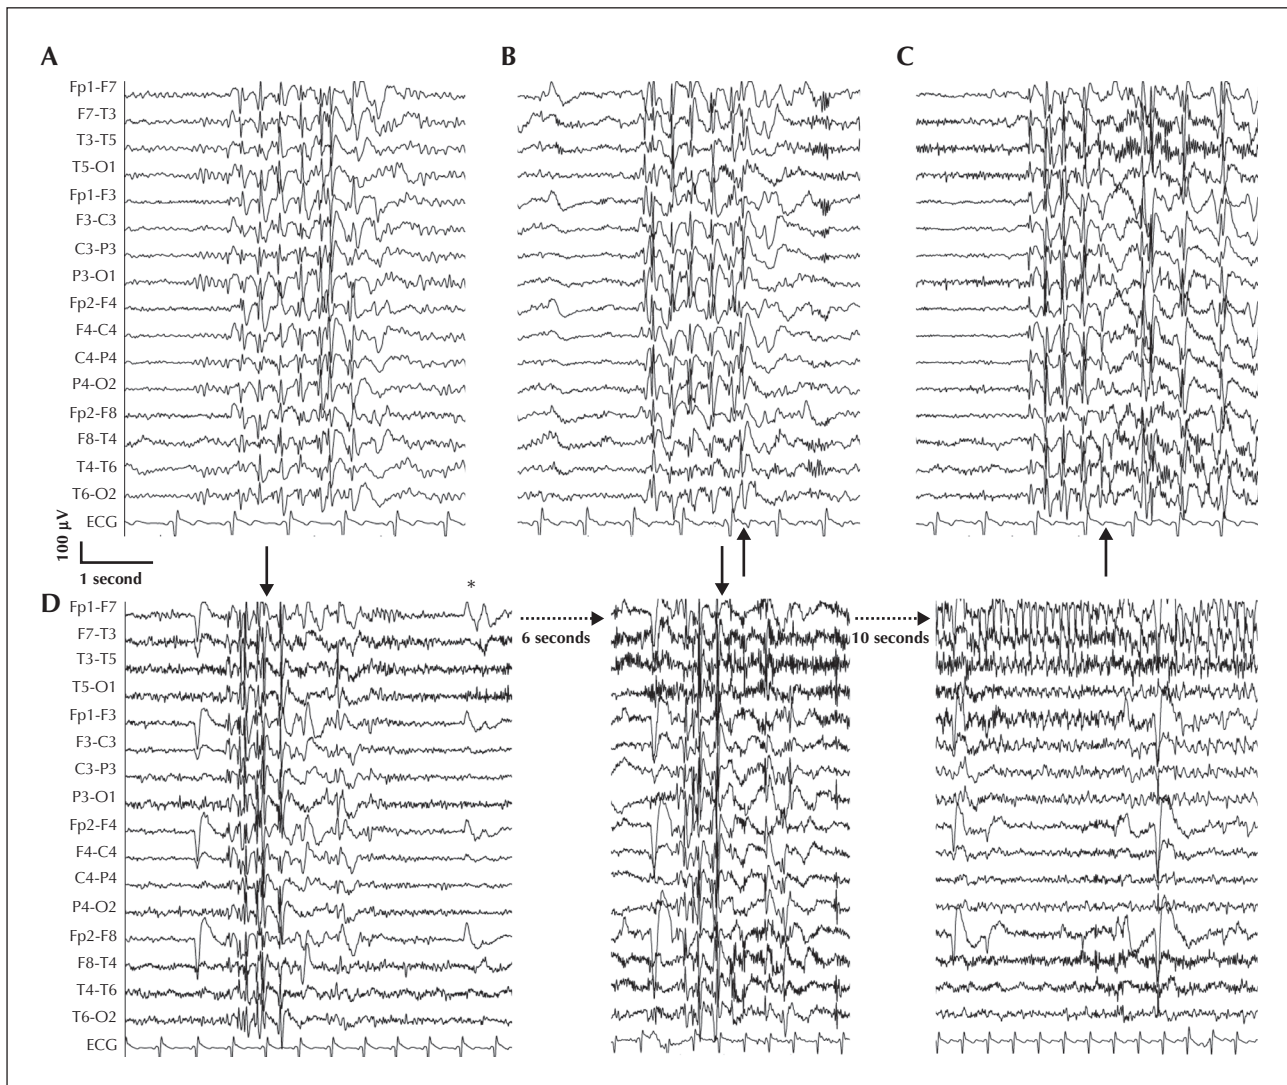 A
B
C
Fp1-F7
F7-T3
T3-T5
T5-O1
Fp1-F3
F3-C3
C3-P3
P3-O1
Fp2-F4
F4-C4
C4-P4
P4-O2
Fp2-F8
F8-T4
T4-T6
T6-O2
ECG
100 µV
1 second
D
*
Fp1-F7
F7-T3
T3-T5
T5-O1
Fp1-F3
F3-C3
C3-P3
P3-O1
Fp2-F4
F4-C4
C4-P4
P4-O2
Fp2-F8
F8-T4
T4-T6
T6-O2
ECG
6 seconds
10 seconds